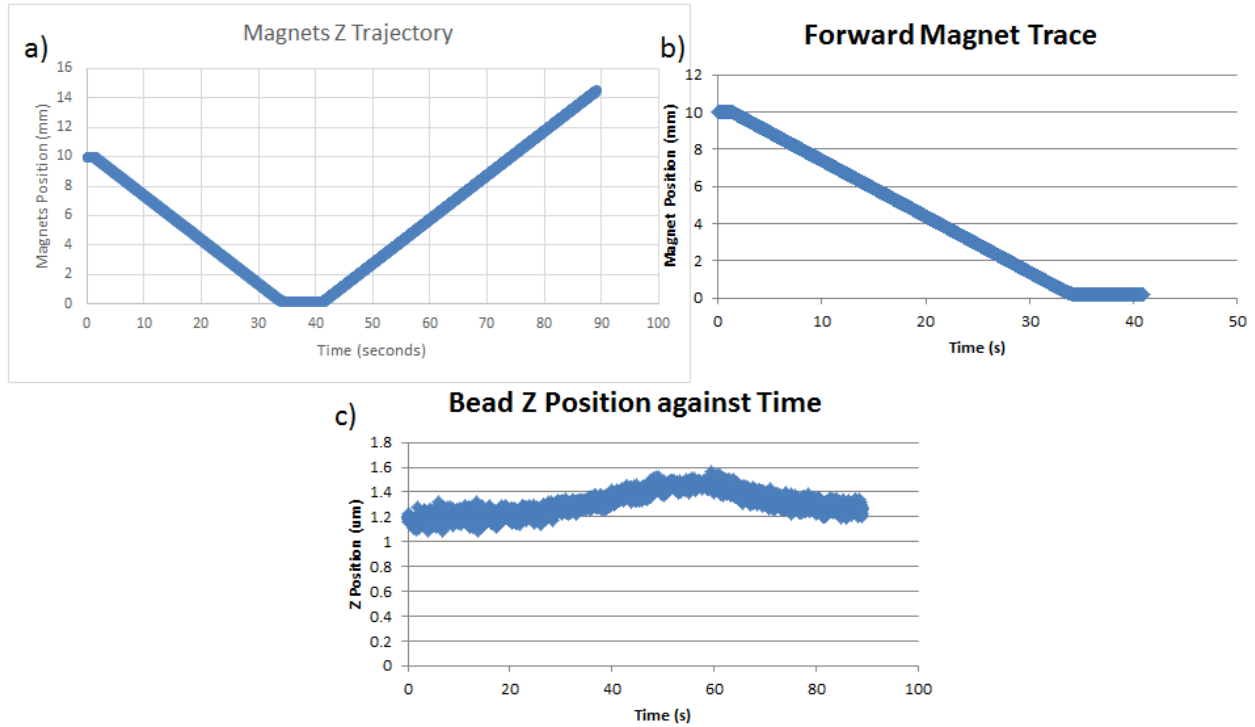 a)
Magnets Z Trajectory
Magnets Position (mm)
16
14
12
10
8
6
4
2
0
0 10 20 30 40 50 60 70 80 90 100
Time (seconds)
b)
Forward Magnet Trace
Magnet Position (mm)
12
10
8
6
4
2
0
0 10 20 30 40 50
Time (s)
c)
Bead Z Position against Time
Z Position (um)
1.8
1.6
1.4
1.2
1
0.8
0.6
0.4
0.2
0
0 20 40 60 80 100
Time (s)